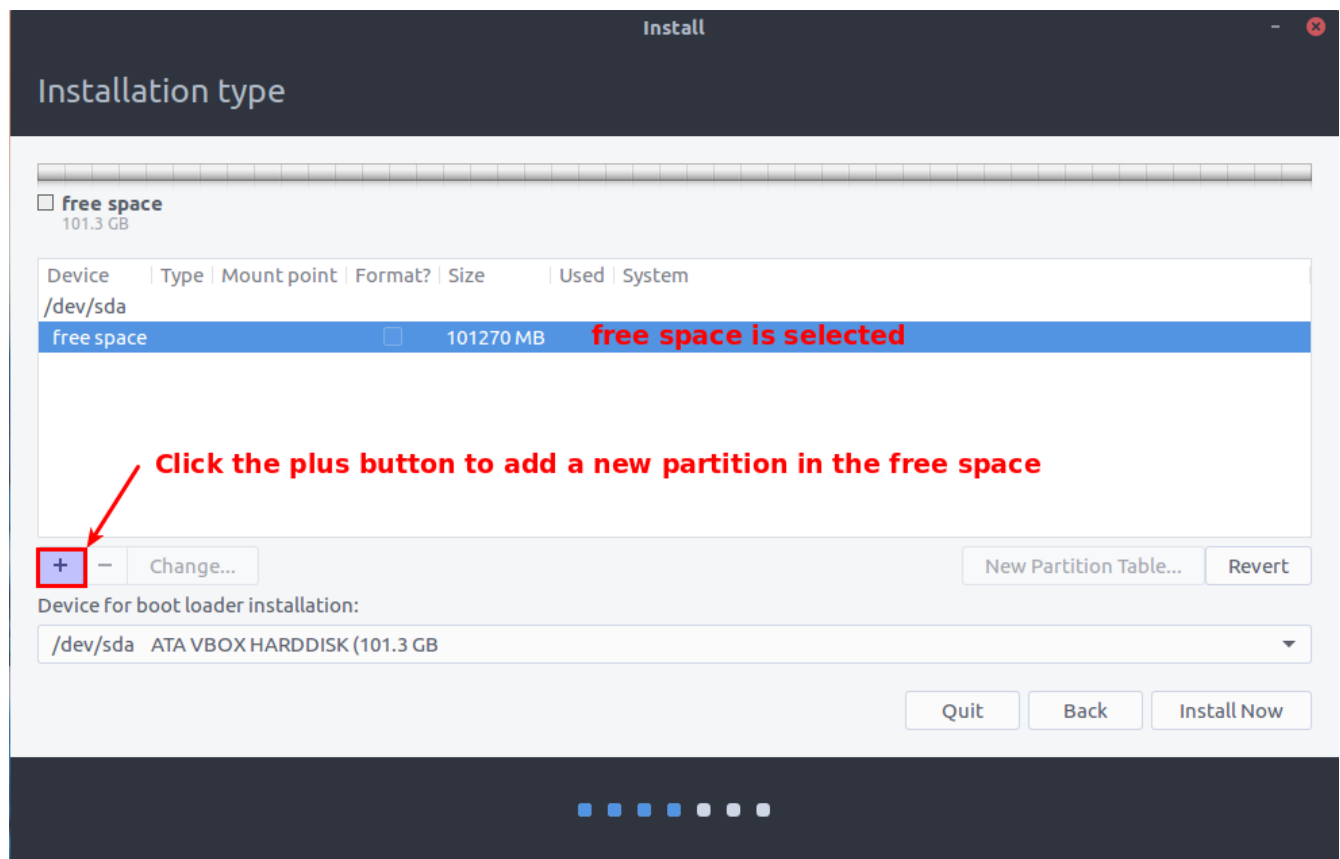 Install
Installation type
free space
101.3 GB
Device Type Mount point Format? Size Used System
/dev/sda
free space 101270 MB free space is selected
Click the plus button to add a new partition in the free space
+ − Change... New Partition Table... Revert
Device for boot loader installation:
/dev/sda ATA VBOX HARDDISK (101.3 GB
Quit Back Install Now